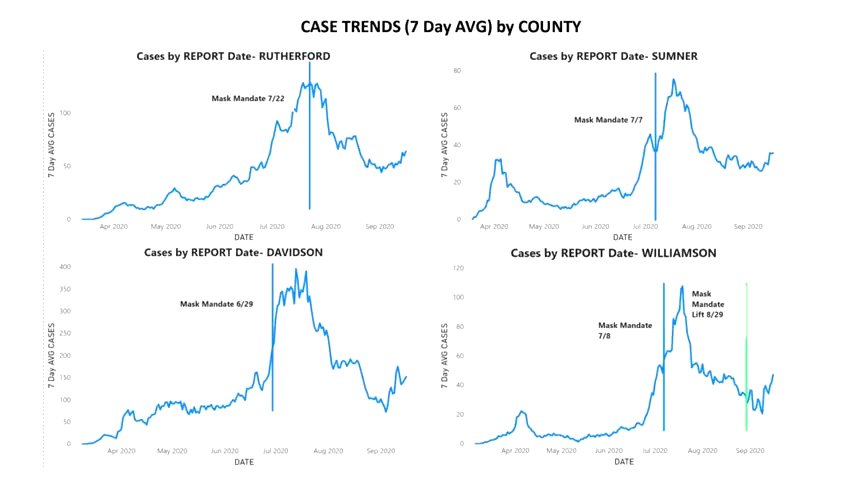 CASE TRENDS (7 Day AVG) by COUNTY
Cases by REPORT Date- RUTHERFORD
7 Day AVG CASES
100
50
0
Mask Mandate 7/22
Apr 2020 May 2020 Jun 2020 Jul 2020 Aug 2020 Sep 2020
DATE
Cases by REPORT Date- SUMNER
7 Day AVG CASES
80
60
40
20
0
Mask Mandate 7/7
Apr 2020 May 2020 Jun 2020 Jul 2020 Aug 2020 Sep 2020
DATE
Cases by REPORT Date- DAVIDSON
7 Day AVG CASES
400
350
300
250
200
150
100
50
0
Mask Mandate 6/29
Apr 2020 May 2020 Jun 2020 Jul 2020 Aug 2020 Sep 2020
DATE
Cases by REPORT Date- WILLIAMSON
7 Day AVG CASES
120
100
80
60
40
20
0
Mask Mandate
7/8
Mask
Mandate
Lift 8/29
Apr 2020 May 2020 Jun 2020 Jul 2020 Aug 2020 Sep 2020
DATE